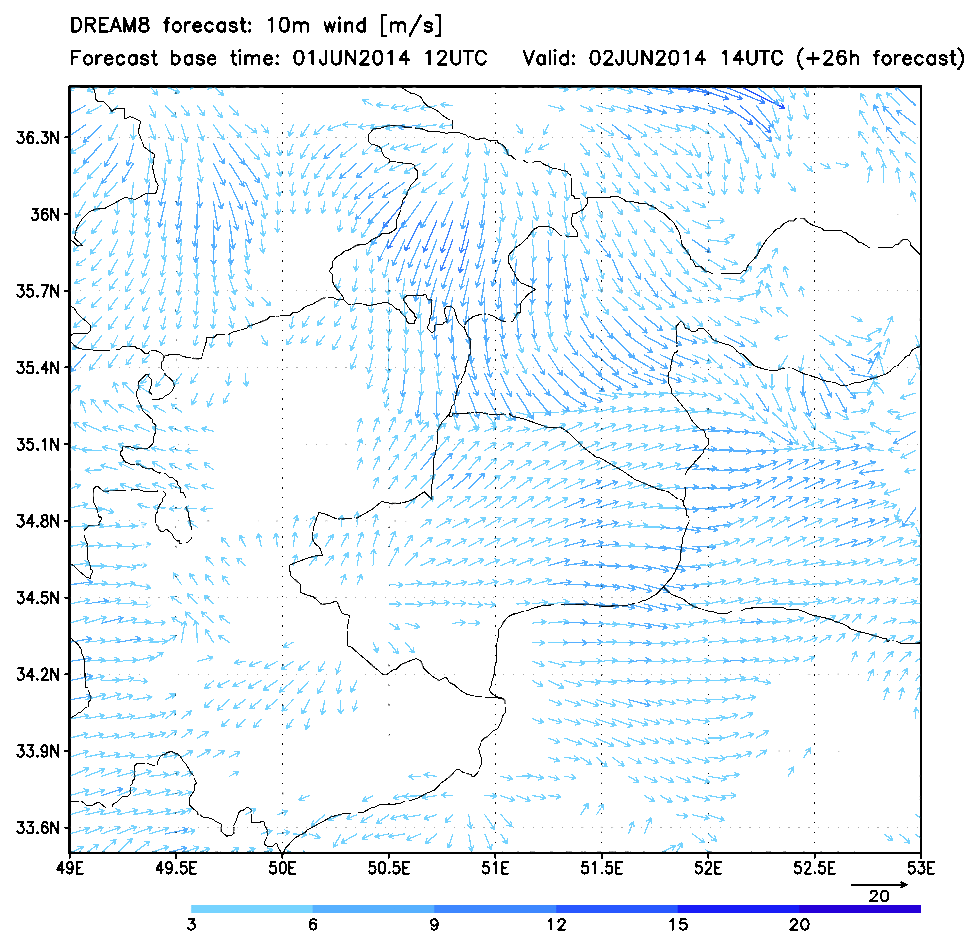 DREAM8 forecast: 10m wind [m/s]
Forecast base time: 01JUN2014 12UTC Valid: 02JUN2014 14UTC (+26h forecast)
36.3N
36N
35.7N
35.4N
35.1N
34.8N
34.5N
34.2N
33.9N
33.6N
49E 49.5E 50E 50.5E 51E 51.5E 52E 52.5E 53E
20
3 6 9 12 15 20